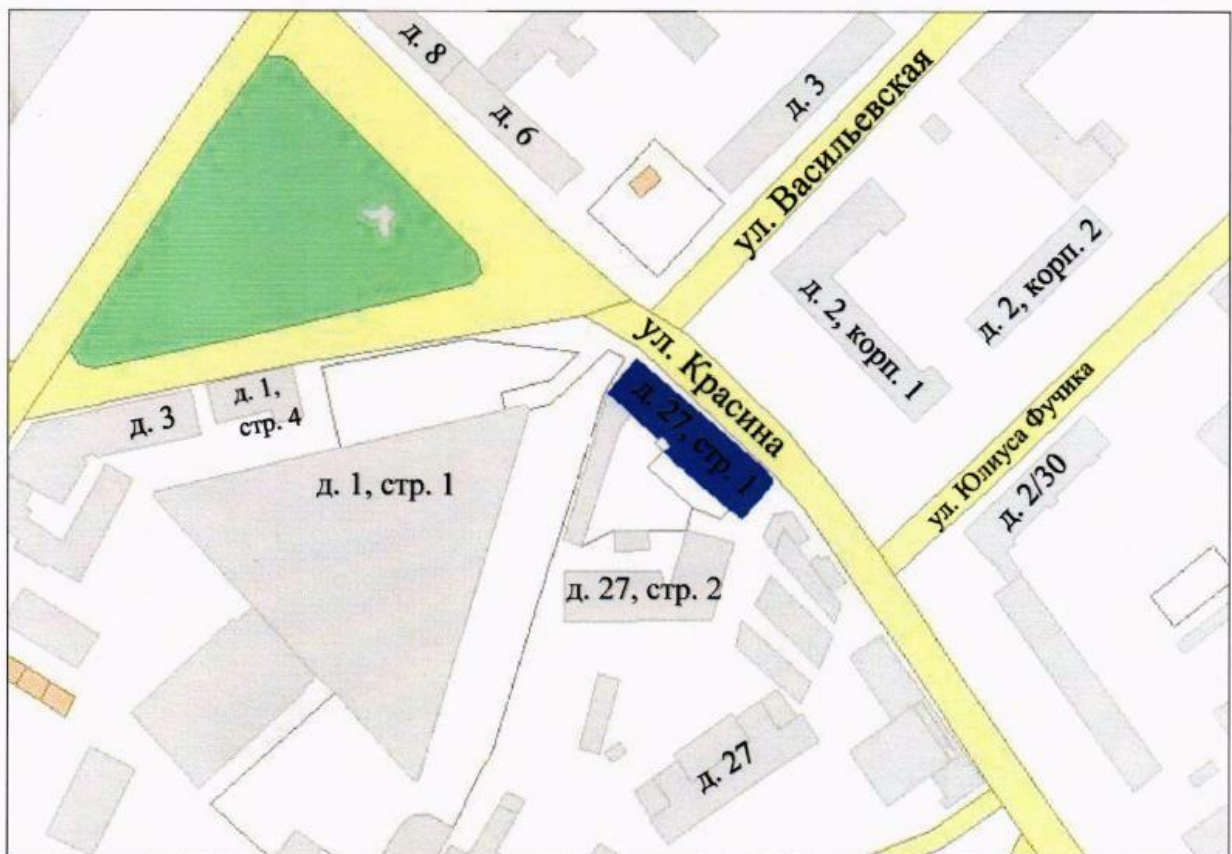 д. 8
д. 6
д. 3
ул. Васильевская
д. 2, корп. 2
д. 2, корп. 1
ул. Красина
ул. Юлиуса Фучика
д. 3
д. 1,
стр. 4
д. 27, стр. 1
д. 1, стр. 1
д. 2/30
д. 27, стр. 2
д. 27